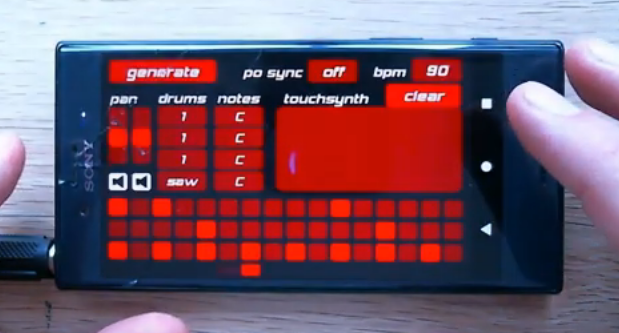 generate po sync off bpm 90
pan drums notes touchsynth clear
1 C
1 C
1 C
saw C
SONY